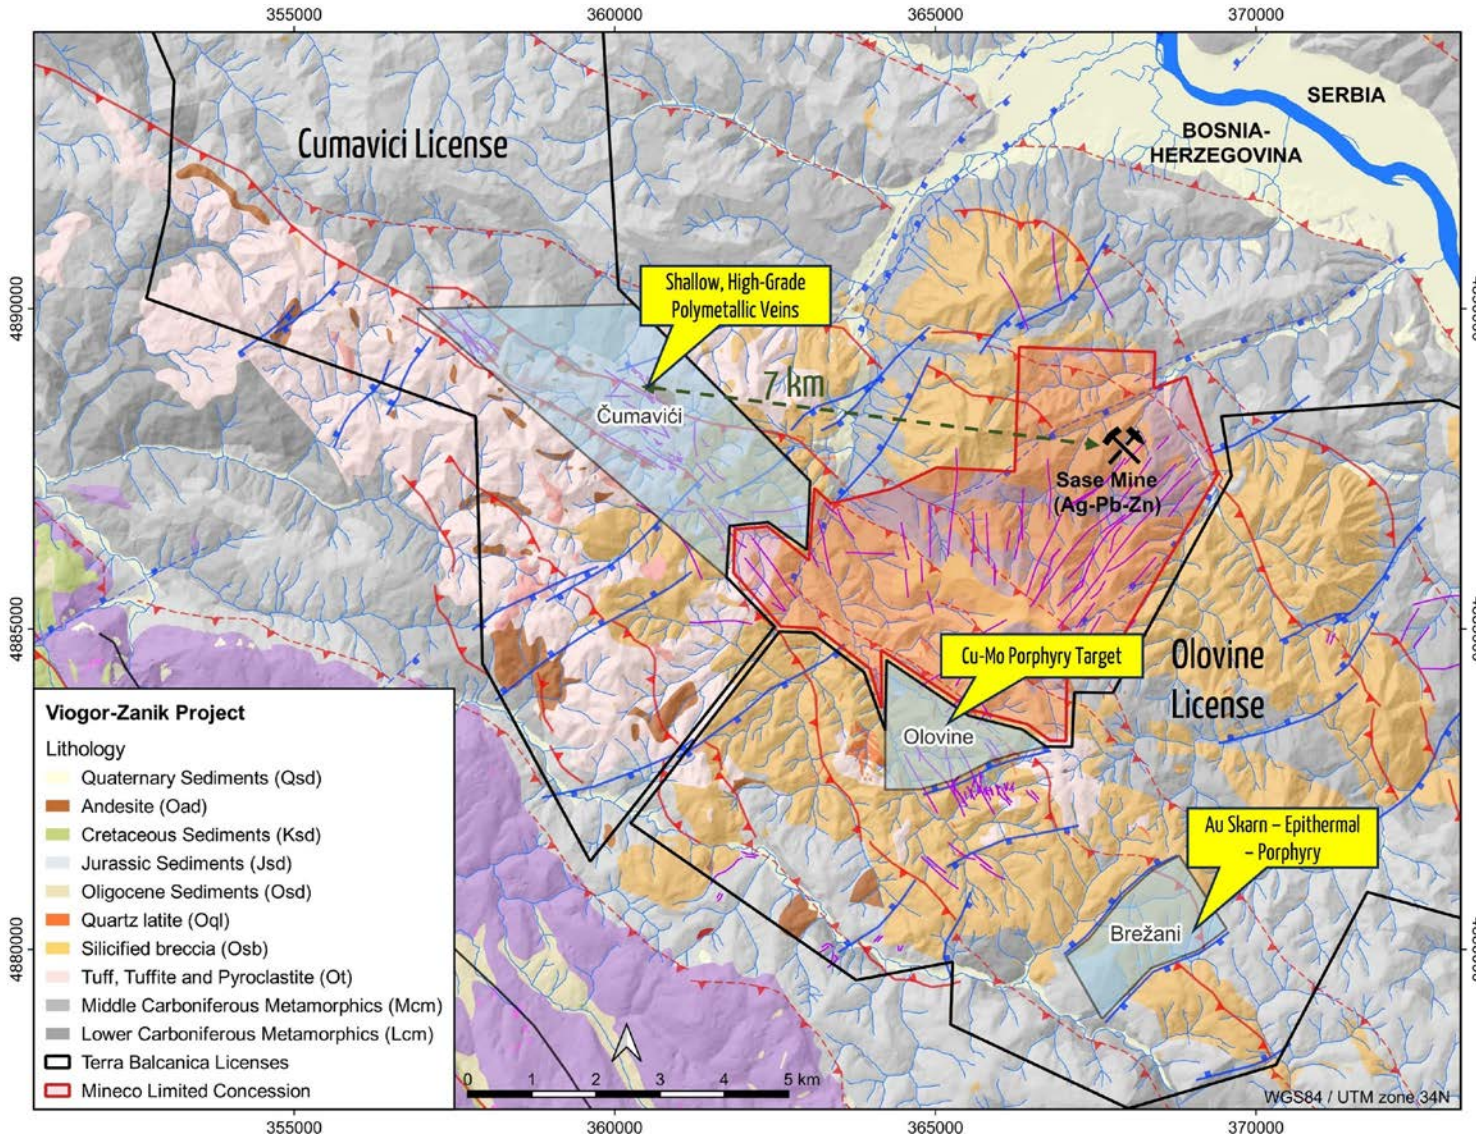 355000
360000
365000
370000
SERBIA
BOSNIA-
HERZEGOVINA
Cumavici License
Shallow, High-Grade
Polymetallic Veins
4890000
4890000
7 km
Čumavići
Sase Mine
(Ag-Pb-Zn)
4885000
4885000
Cu-Mo Porphyry Target
Olovine
License
Olovine
Au Skarn – Epithermal
– Porphyry
Brežani
4880000
4880000
Viogor-Zanik Project
Lithology
Quaternary Sediments (Qsd)
Andesite (Oad)
Cretaceous Sediments (Ksd)
Jurassic Sediments (Jsd)
Oligocene Sediments (Osd)
Quartz latite (Oql)
Silicified breccia (Osb)
Tuff, Tuffite and Pyroclastite (Ot)
Middle Carboniferous Metamorphics (Mcm)
Lower Carboniferous Metamorphics (Lcm)
Terra Balcanica Licenses
Mineco Limited Concession
0 1 2 3 4 5 km
WGS84 / UTM zone 34N
355000
360000
365000
370000